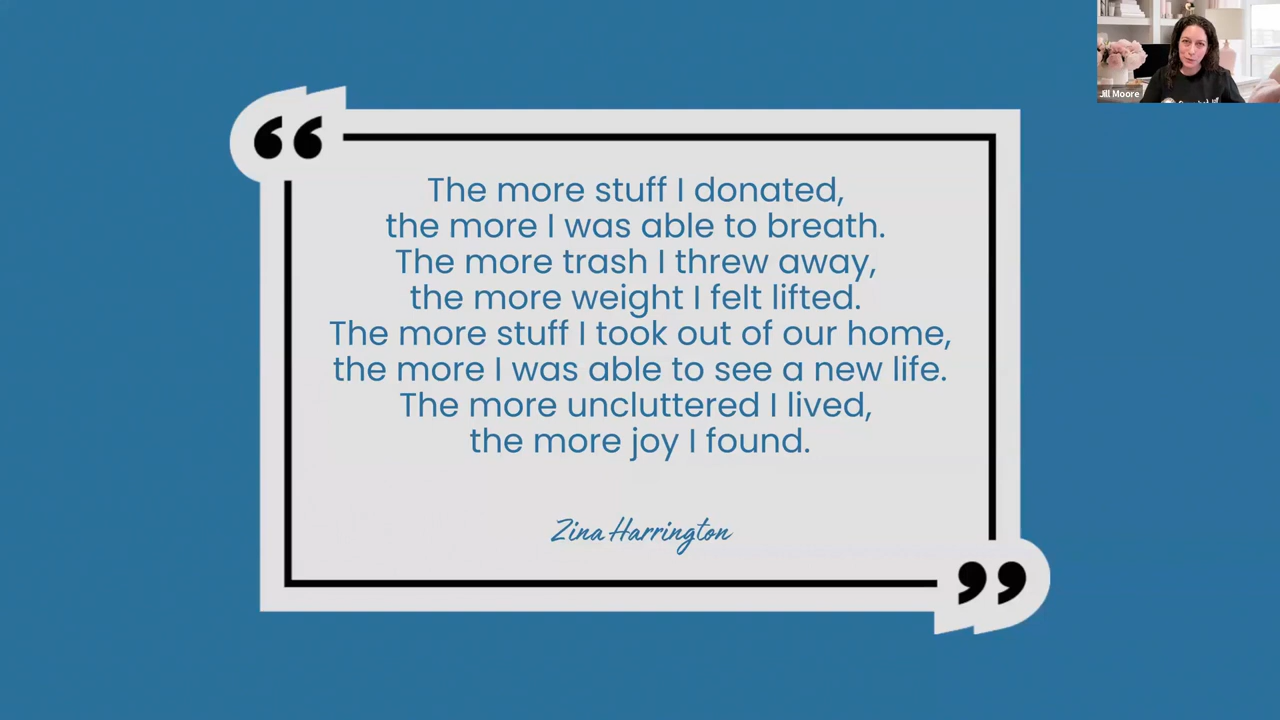 Jill Moore
“
The more stuff I donated,
the more I was able to breath.
The more trash I threw away,
the more weight I felt lifted.
The more stuff I took out of our home,
the more I was able to see a new life.
The more uncluttered I lived,
the more joy I found.
Zina Harrington
”